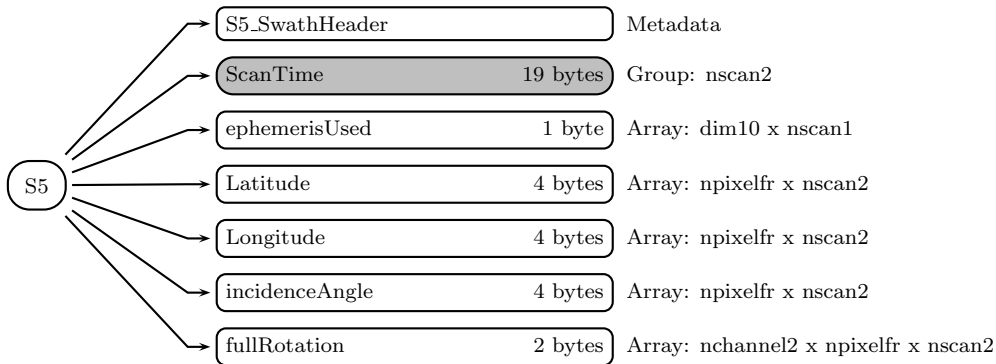 S5_SwathHeader Metadata
ScanTime 19 bytes Group: nscan2
ephemerisUsed 1 byte Array: dim10 x nscan1
S5 Latitude 4 bytes Array: npixelfr x nscan2
Longitude 4 bytes Array: npixelfr x nscan2
incidenceAngle 4 bytes Array: npixelfr x nscan2
fullRotation 2 bytes Array: nchannel2 x npixelfr x nscan2